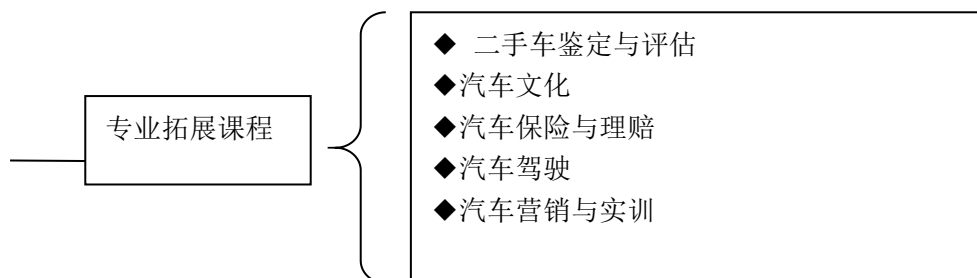 专业拓展课程
◆ 二手车鉴定与评估
◆汽车文化
◆汽车保险与理赔
◆汽车驾驶
◆汽车营销与实训